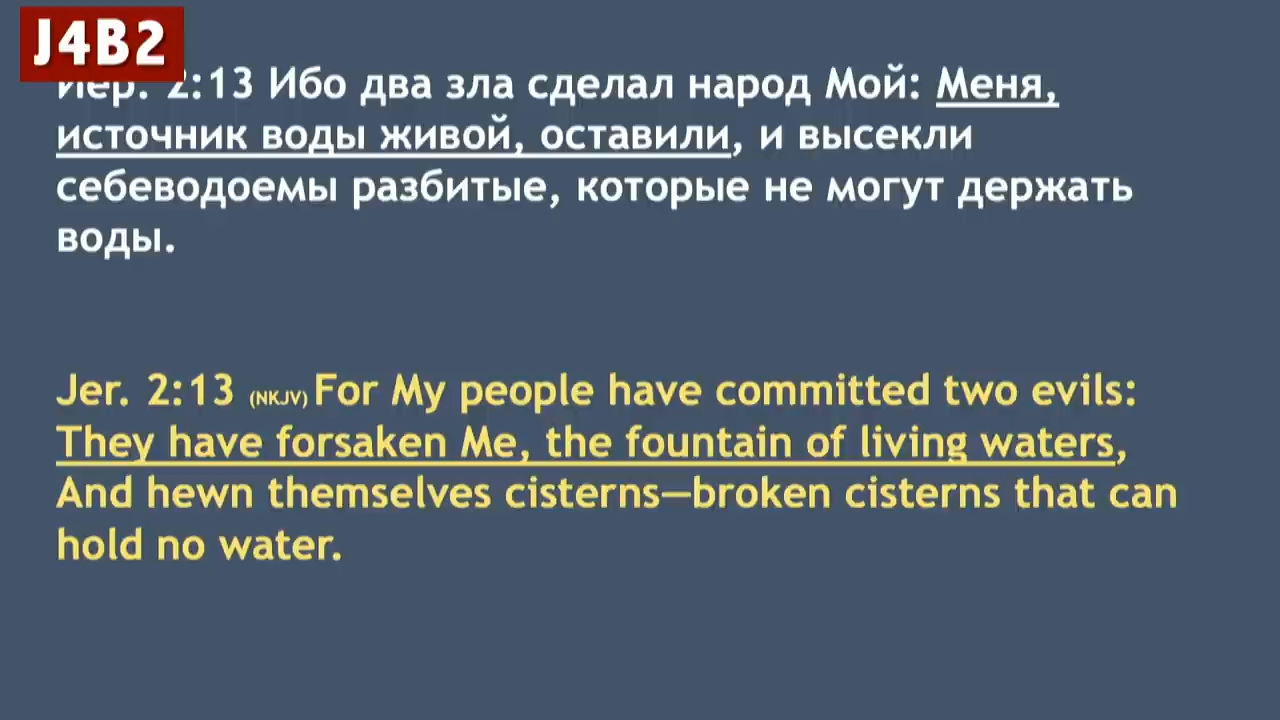 J4B2
Иер. 2:13 Ибо два зла сделал народ Мой: Меня,
источник воды живой, оставили, и высекли
себеводоемы разбитые, которые не могут держать
воды.
Jer. 2:13 (NKJV) For My people have committed two evils:
They have forsaken Me, the fountain of living waters,
And hewn themselves cisterns—broken cisterns that can
hold no water.